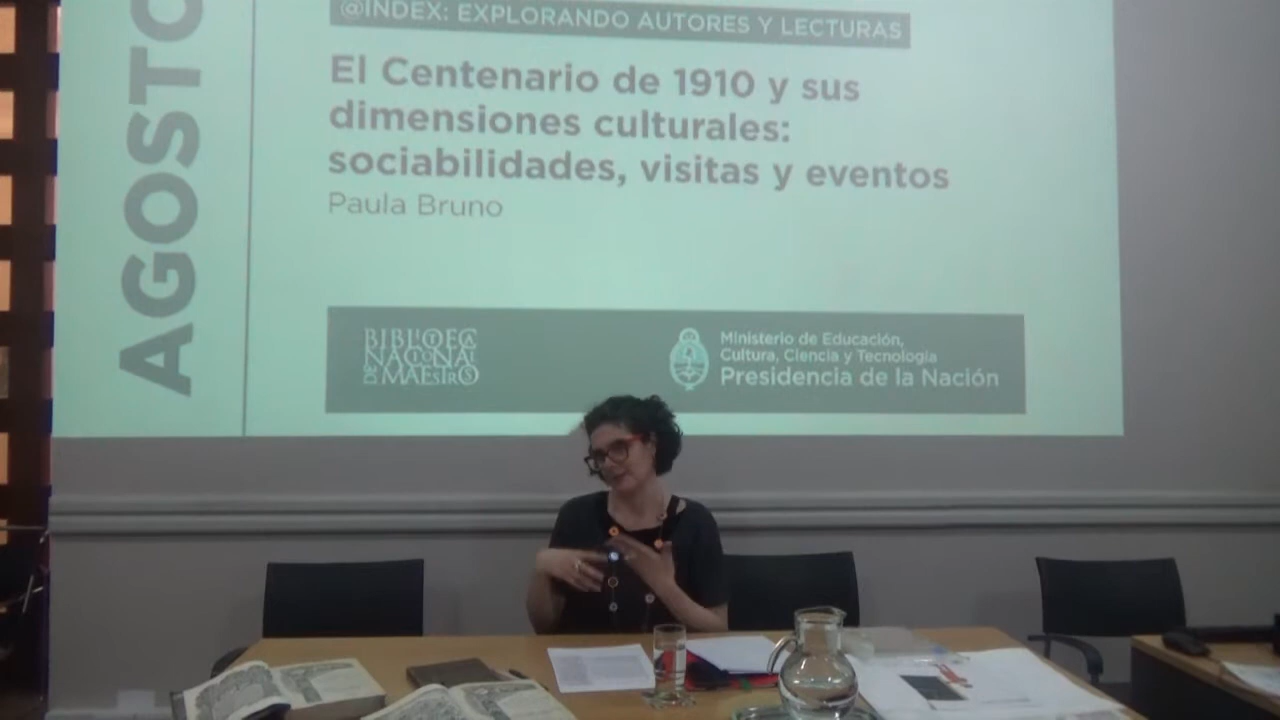 AGOSTO
@INDEX: EXPLORANDO AUTORES Y LECTURAS
El Centenario de 1910 y sus
dimensiones culturales:
sociabilidades, visitas y eventos
Paula Bruno
BIBLIOTECA
NACIONAL
DE MAESTROS
Ministerio de Educación,
Cultura, Ciencia y Tecnología
Presidencia de la Nación